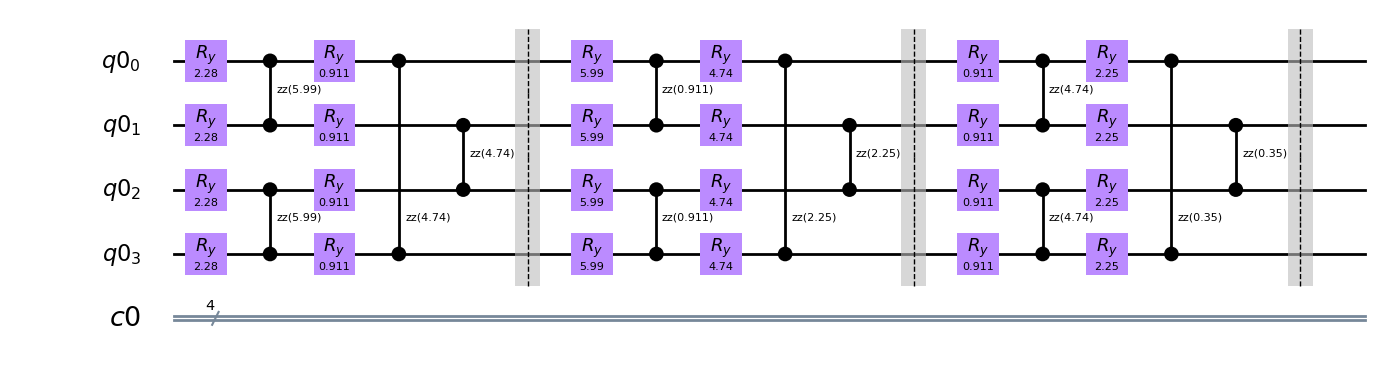 q0₀ R_y 2.28 R_y 0.911 R_y 5.99 R_y 4.74 R_y 0.911 R_y 2.25
zz(5.99) zz(0.911) zz(4.74)
q0₁ R_y 2.28 R_y 0.911 R_y 5.99 R_y 4.74 R_y 0.911 R_y 2.25
zz(4.74) zz(2.25) zz(0.35)
q0₂ R_y 2.28 R_y 0.911 R_y 5.99 R_y 4.74 R_y 0.911 R_y 2.25
zz(5.99) zz(4.74) zz(0.911) zz(2.25) zz(4.74) zz(0.35)
q0₃ R_y 2.28 R_y 0.911 R_y 5.99 R_y 4.74 R_y 0.911 R_y 2.25
4
c0